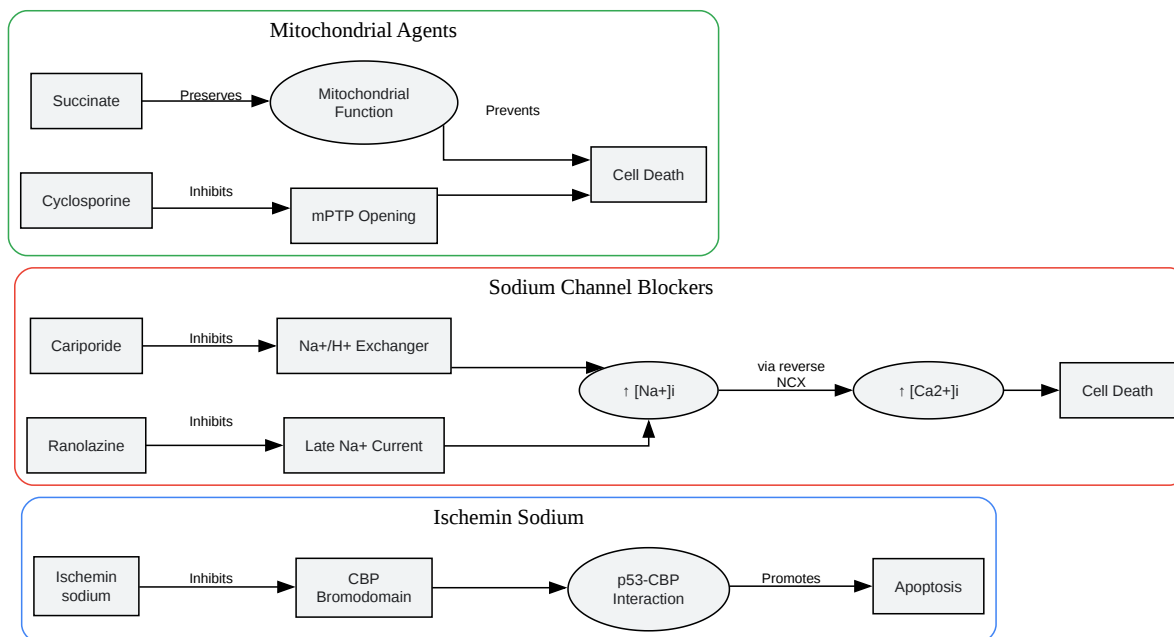 Mitochondrial Agents
Succinate
Preserves
Mitochondrial
Function
Prevents
Cell Death
Cyclosporine
Inhibits
mPTP Opening
Sodium Channel Blockers
Cariporide
Inhibits
Na+/H+ Exchanger
↑ [Na+]i
via reverse
NCX
↑ [Ca2+]i
Cell Death
Ranolazine
Inhibits
Late Na+ Current
Ischemin Sodium
Ischemin
sodium
Inhibits
CBP
Bromodomain
p53-CBP
Interaction
Promotes
Apoptosis